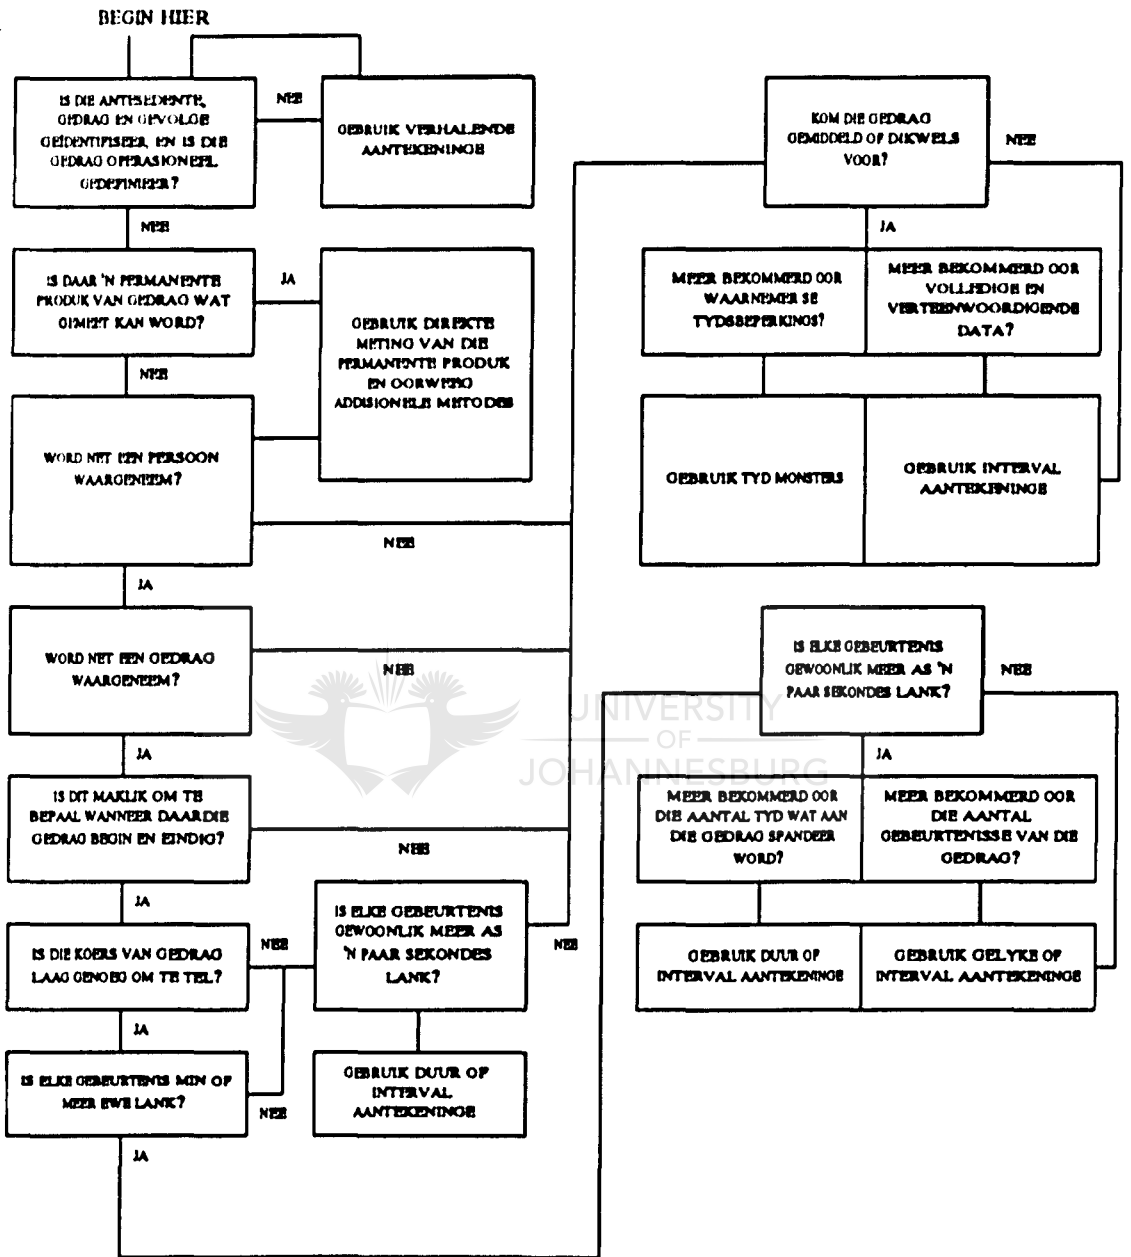 BEGIN HIER
IS DIE ANTESEDENTE,
GEDRAG EN GEVOLGE
GEÏDENTIFISEER, EN IS DIE
GEDRAG OPERASIONEEL
GEDEFINIEER?
NEE
GEBRUIK VERHALENDE
AANTEKENINGE
NEE
IS DAAR 'N PERMANENTE
PRODUK VAN GEDRAG WAT
GEMEET KAN WORD?
JA
GEBRUIK DIREKTE
METING VAN DIE
PERMANENTE PRODUK
EN OORWEEG
ADDISIONELE METODES
NEE
WORD NET EEN PERSOON
WAARGENEEM?
NEE
JA
WORD NET EEN GEDRAG
WAARGENEEM?
NEE
JA
IS DIT MAKLIK OM TE
BEPAAL WANNEER DAARDIE
GEDRAG BEGIN EN EINDIG?
NEE
JA
IS DIE KOERS VAN GEDRAG
LAAG GENOEG OM TE TEL?
NEE
IS ELKE GEBEURTENIS
GEWOONLIK MEER AS
'N PAAR SEKONDES
LANK?
NEE
JA
IS ELKE GEBEURTENIS MIN OF
MEER EWE LANK?
NEE
GEBRUIK DUUR OF
INTERVAL
AANTEKENINGE
JA
KOM DIE GEDRAG
GEMIDDELD OF DIKWELS
VOOR?
NEE
JA
MEER BEKOMMERD OOR
WAARNEMER SE
TYDSBEPERKINGS?
MEER BEKOMMERD OOR
VOLLEDIGE EN
VERTEENWOORDIGENDE
DATA?
GEBRUIK TYD MONSTERS
GEBRUIK INTERVAL
AANTEKENINGE
IS ELKE GEBEURTENIS
GEWOONLIK MEER AS 'N
PAAR SEKONDES LANK?
NEE
JA
MEER BEKOMMERD OOR
DIE AANTAL TYD WAT AAN
DIE GEDRAG SPANDEER
WORD?
MEER BEKOMMERD OOR
DIE AANTAL
GEBEURTENISSE VAN DIE
GEDRAG?
GEBRUIK DUUR OF
INTERVAL AANTEKENINGE
GEBRUIK GELYKE OF
INTERVAL AANTEKENINGE
UNIVERSITY
OF
JOHANNESBURG